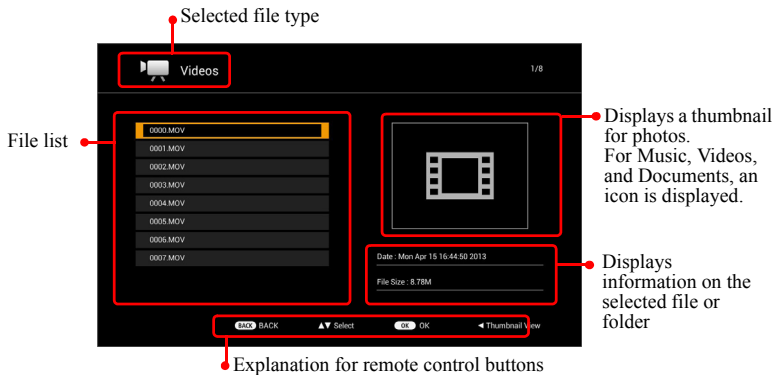 Selected file type
Videos
1/8
File list
0000.MOV
0001.MOV
0002.MOV
0003.MOV
0004.MOV
0005.MOV
0006.MOV
0007.MOV
Displays a thumbnail
for photos.
For Music, Videos,
and Documents, an
icon is displayed.
Date : Mon Apr 15 16:44:50 2013
File Size : 8.78M
Displays
information on the
selected file or
folder
BACK BACK ▲▼ Select OK OK ◄ Thumbnail View
Explanation for remote control buttons